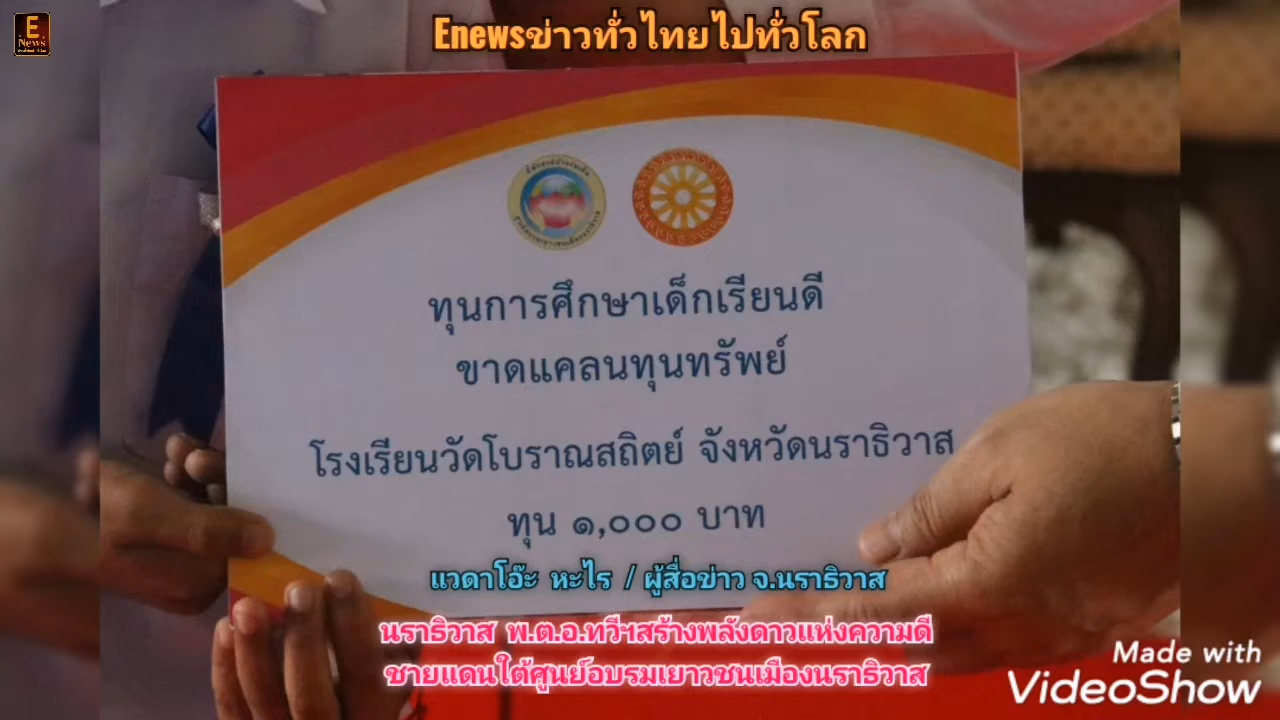 E
News
Enewsข่าวทั่วไทยไปทั่วโลก
ทุนการศึกษาเด็กเรียนดี
ขาดแคลนทุนทรัพย์
โรงเรียนวัดโบราณสถิตย์ จังหวัดนราธิวาส
ทุน ๑,๐๐๐ บาท
แวดาโอ๊ะ หะไร / ผู้สื่อข่าว จ.นราธิวาส
นราธิวาส พ.ต.อ.ทวีฯสร้างพลังดาวแห่งความดี
ชายแดนใต้ศูนย์อบรมเยาวชนเมืองนราธิวาส
Made with
VideoShow